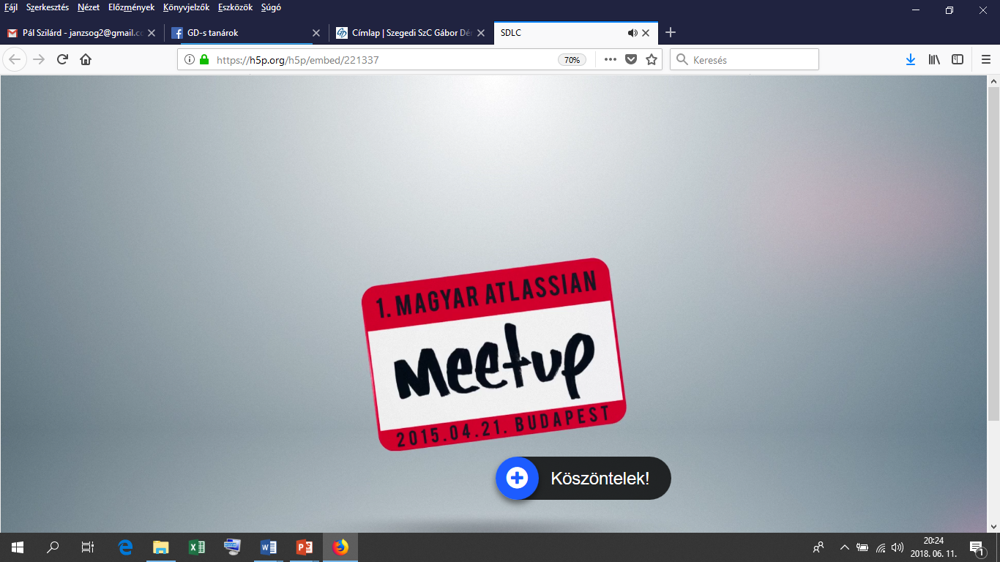 Fájl Szerkesztés Nézet Előzmények Könyvjelzők Eszközök Súgó
Pál Szilárd - janzsog2@gmail.c
GD-s tanárok
Címlap | Szegedi SzC Gábor Dé
SDLC
https://h5p.org/h5p/embed/221337
70%
Keresés
1. MAGYAR ATLASSIAN
meetup
2015.04.21. BUDAPEST
Köszöntelek!
20:24
2018. 06. 11.
1